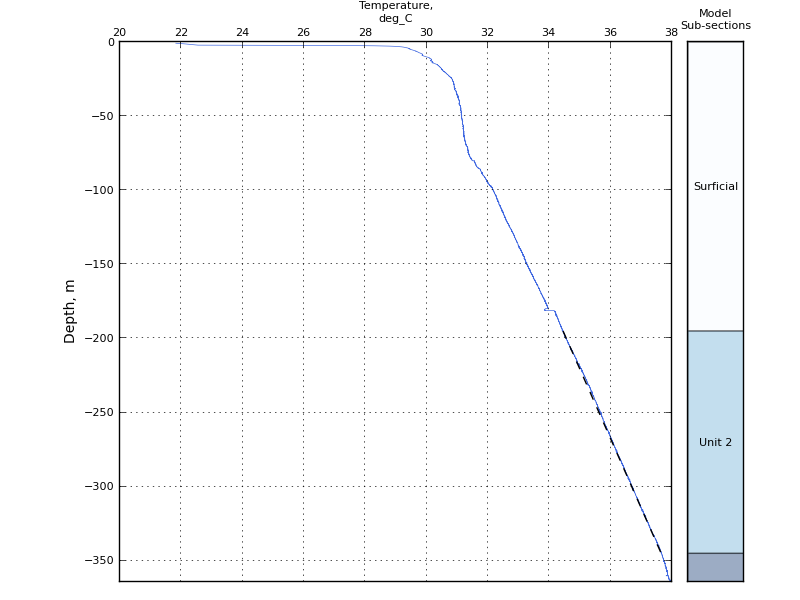 Temperature,
deg_C
20 22 24 26 28 30 32 34 36 38
Model
Sub-sections
0
−50
−100
−150
−200
−250
−300
−350
Depth, m
Surficial
Unit 2